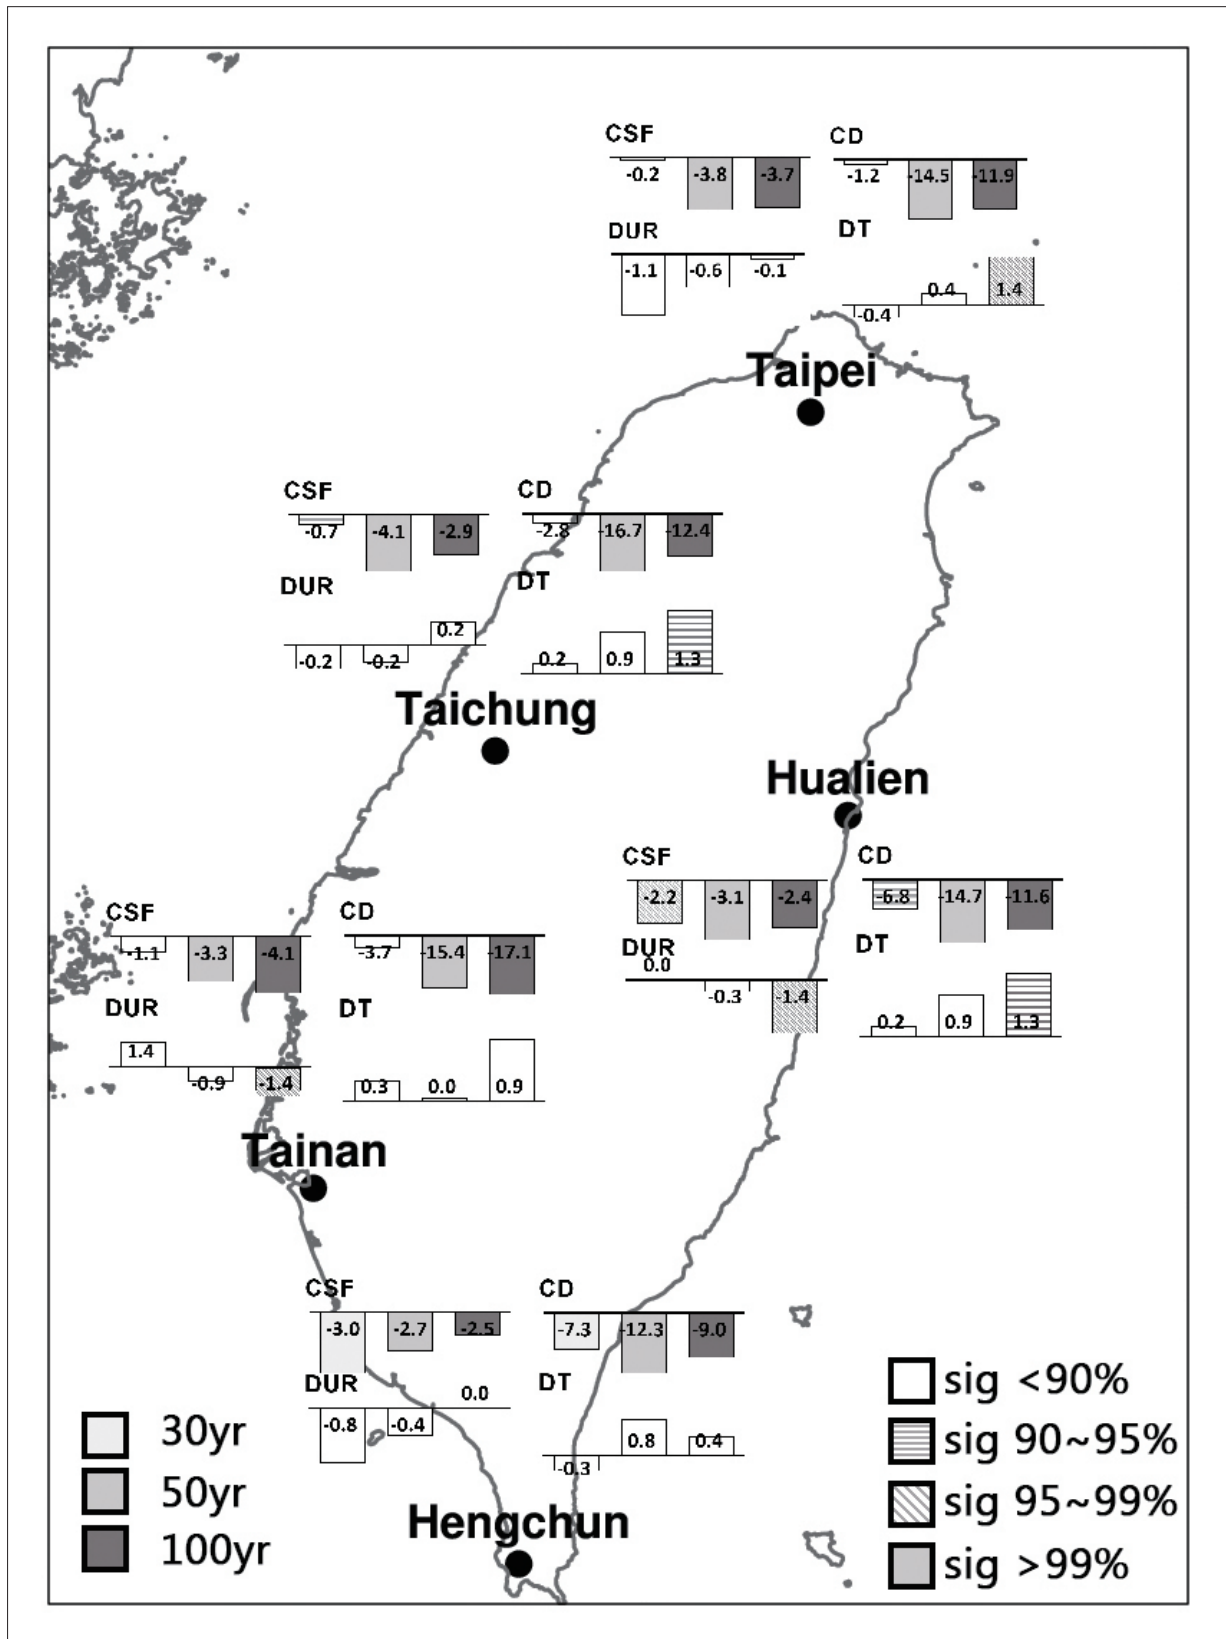 CSF
CD
-0.2 -3.8 -3.7
-1.2 -14.5 -11.9
DUR
DT
-1.1 -0.6 -0.1
-0.4 0.4 1.4
Taipei
CSF
CD
-0.7 -4.1 -2.9
-2.8 -16.7 -12.4
DUR
DT
-0.2 -0.2 0.2
0.2 0.9 1.3
Taichung
Hualien
CSF
CD
-2.2 -3.1 -2.4
-6.8 -14.7 -11.6
DUR
DT
0.0 -0.3 -1.4
0.2 0.9 1.3
CSF
CD
-1.1 -3.3 -4.1
-3.7 -15.4 -17.1
DUR
DT
1.4 -0.9 -1.4
0.3 0.0 0.9
Tainan
CSF
CD
-3.0 -2.7 -2.5
-7.3 -12.3 -9.0
DUR
DT
-0.8 -0.4 0.0
-0.3 0.8 0.4
Hengchun
30yr
50yr
100yr
sig <90%
sig 90~95%
sig 95~99%
sig >99%